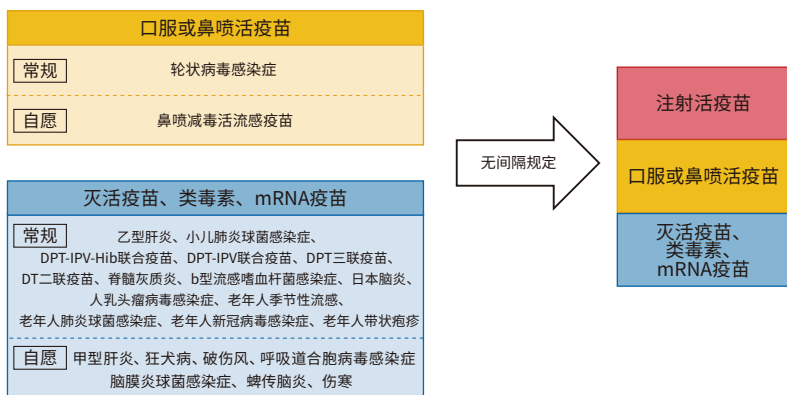 口服或鼻喷活疫苗
常规
轮状病毒感染症
自愿
鼻喷减毒活流感疫苗
灭活疫苗、类毒素、mRNA疫苗
常规
乙型肝炎、小儿肺炎球菌感染症、
DPT-IPV-Hib联合疫苗、DPT-IPV联合疫苗、DPT三联疫苗、
DT二联疫苗、脊髓灰质炎、b型流感嗜血杆菌感染症、日本脑炎、
人乳头瘤病毒感染症、老年人季节性流感、
老年人肺炎球菌感染症、老年人新冠病毒感染症、老年人带状疱疹
自愿
甲型肝炎、狂犬病、破伤风、呼吸道合胞病毒感染症
脑膜炎球菌感染症、蜱传脑炎、伤寒
无间隔规定
注射活疫苗
口服或鼻喷活疫苗
灭活疫苗、
类毒素、
mRNA疫苗